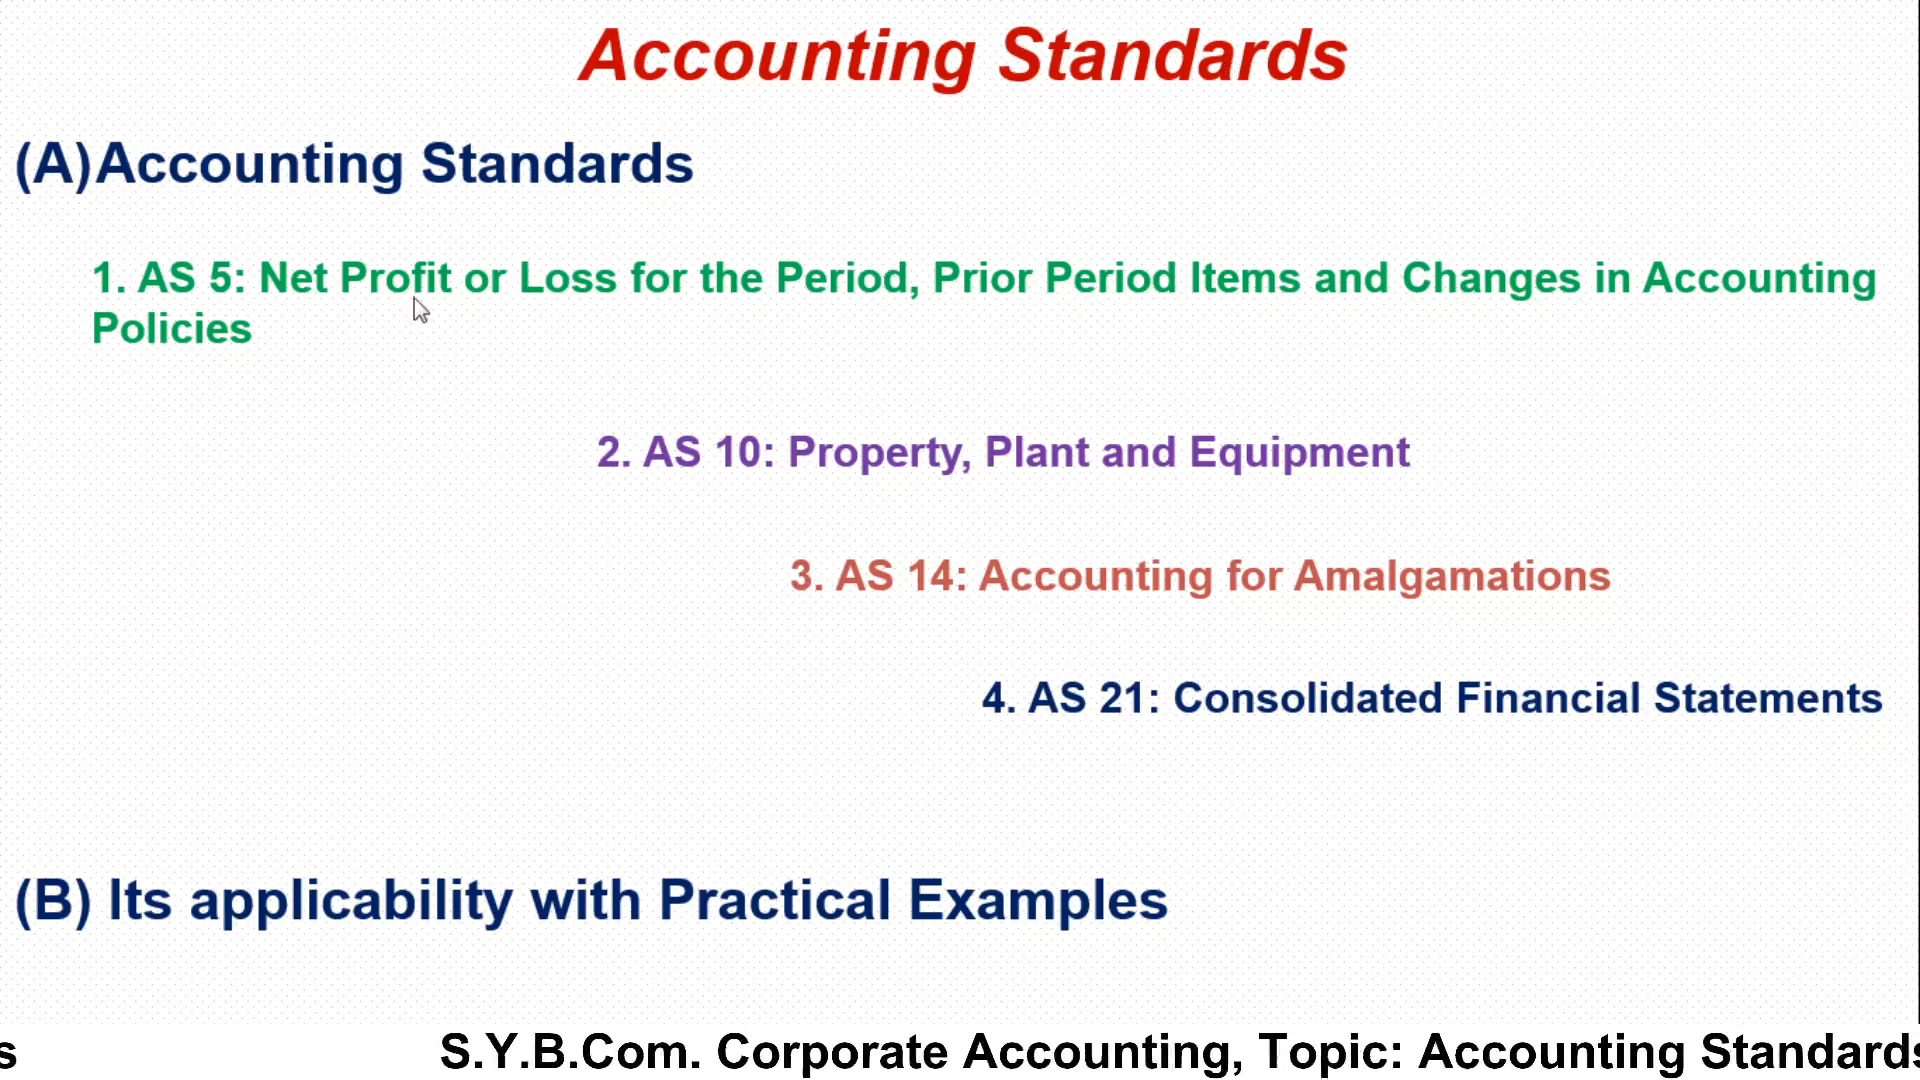 Accounting Standards
(A)Accounting Standards
1. AS 5: Net Profit or Loss for the Period, Prior Period Items and Changes in Accounting
Policies
2. AS 10: Property, Plant and Equipment
3. AS 14: Accounting for Amalgamations
4. AS 21: Consolidated Financial Statements
(B) Its applicability with Practical Examples
s S.Y.B.Com. Corporate Accounting, Topic: Accounting Standards